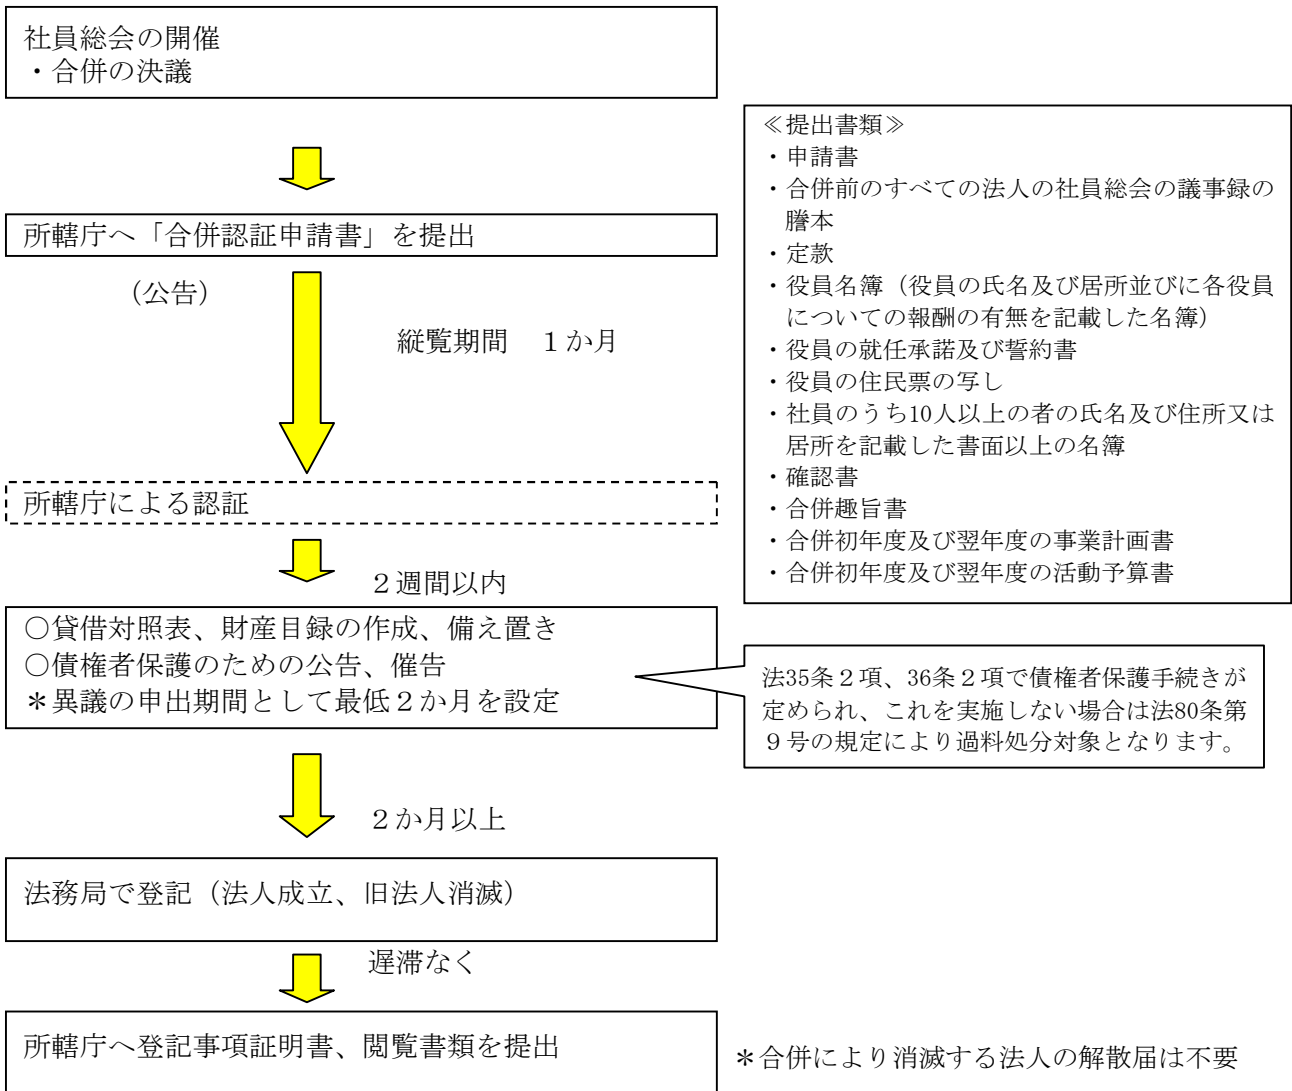 社員総会の開催
・合併の決議
所轄庁へ「合併認証申請書」を提出
（公告）
縦覧期間　１か月
所轄庁による認証
２週間以内
○貸借対照表、財産目録の作成、備え置き
○債権者保護のための公告、催告
＊異議の申出期間として最低２か月を設定
２か月以上
法務局で登記（法人成立、旧法人消滅）
遅滞なく
所轄庁へ登記事項証明書、閲覧書類を提出
≪提出書類≫
・申請書
・合併前のすべての法人の社員総会の議事録の
謄本
・定款
・役員名簿（役員の氏名及び居所並びに各役員
についての報酬の有無を記載した名簿）
・役員の就任承諾及び誓約書
・役員の住民票の写し
・社員のうち10人以上の者の氏名及び住所又は
居所を記載した書面以上の名簿
・確認書
・合併趣旨書
・合併初年度及び翌年度の事業計画書
・合併初年度及び翌年度の活動予算書
法35条２項、36条２項で債権者保護手続きが
定められ、これを実施しない場合は法80条第
９号の規定により過料処分対象となります。
＊合併により消滅する法人の解散届は不要